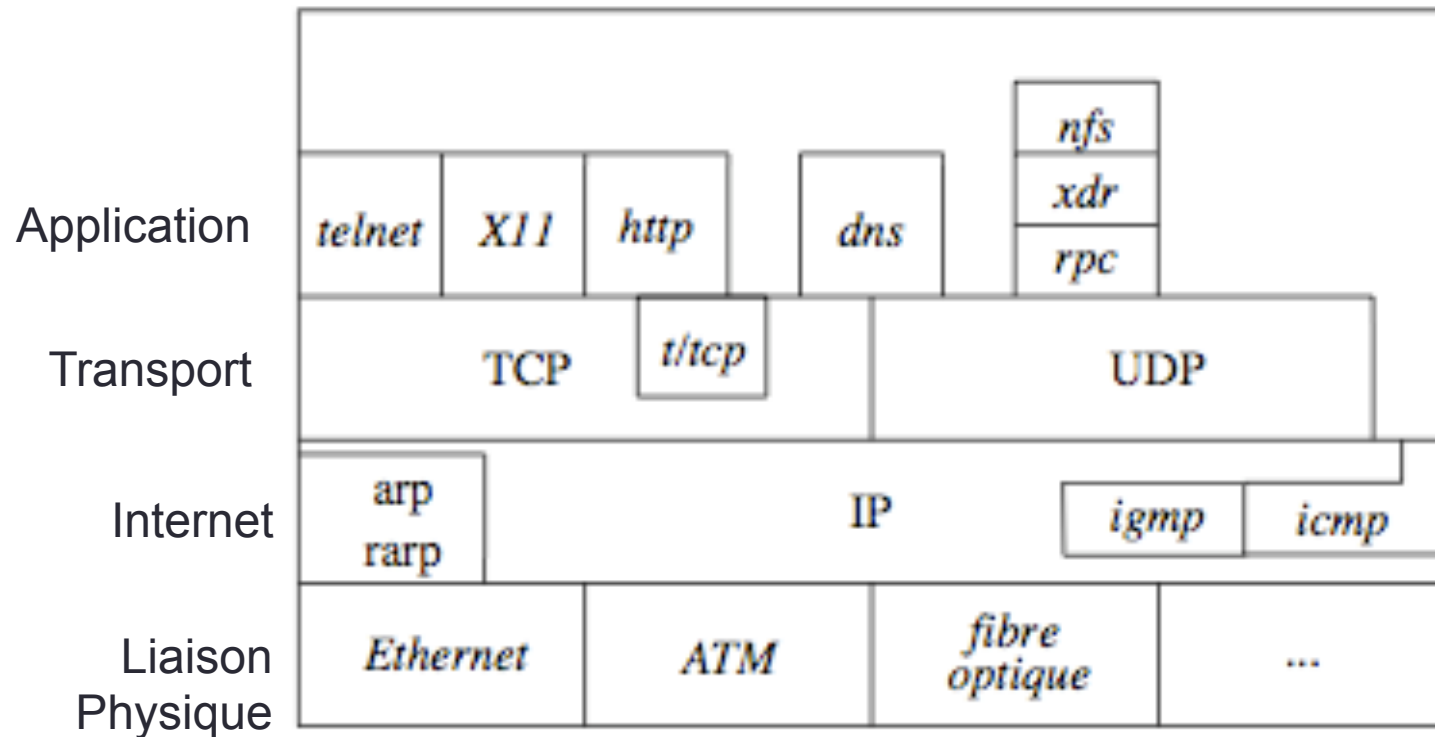 nfs
xdr
Application
telnet
X11
http
dns
rpc
Transport
TCP
t/tcp
UDP
Internet
arp
rarp
IP
igmp
icmp
Liaison
Physique
Ethernet
ATM
fibre
optique
...